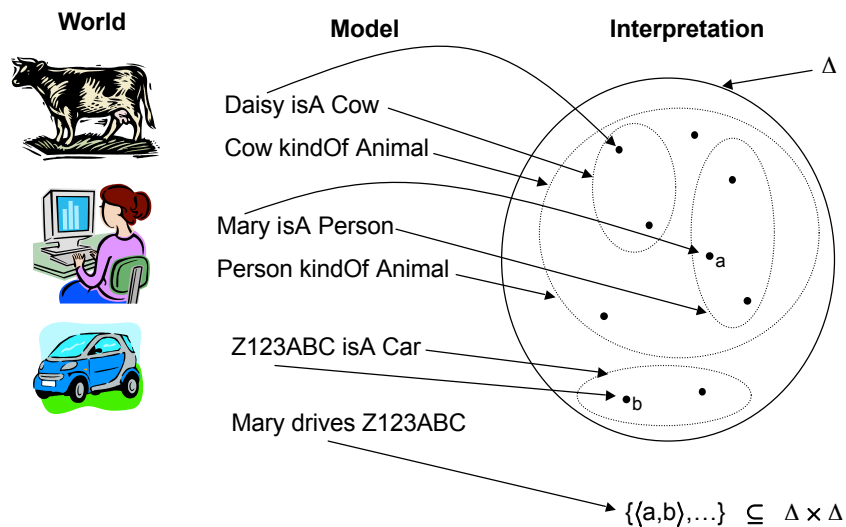 World
Model
Interpretation
Δ
Daisy isA Cow
Cow kindOf Animal
Mary isA Person
a
Person kindOf Animal
Z123ABC isA Car
b
Mary drives Z123ABC
{⟨a,b⟩,…} ⊆ Δ × Δ